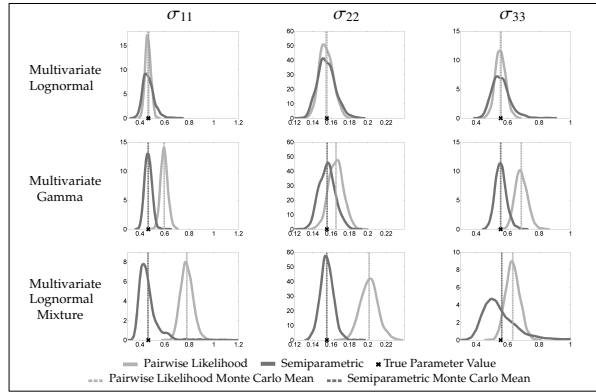 σ11 σ22 σ33
Multivariate
Lognormal
15
10
5
0
0.4 0.6 0.8 1 1.2
60
50
40
30
20
10
0
0.12 0.14 0.16 0.18 0.2 0.22
15
10
5
0
0.4 0.6 0.8 1
Multivariate
Gamma
15
10
5
0
0.4 0.6 0.8 1 1.2
60
50
40
30
20
10
0
0.12 0.14 0.16 0.18 0.2 0.22
15
10
5
0
0.4 0.6 0.8 1
Multivariate
Lognormal
Mixture
8
6
4
2
0
0.4 0.6 0.8 1 1.2
60
50
40
30
20
10
0
0.12 0.14 0.16 0.18 0.2 0.22
10
8
6
4
2
0
0.4 0.6 0.8 1
Pairwise Likelihood Semiparametric True Parameter Value
Pairwise Likelihood Monte Carlo Mean Semiparametric Monte Carlo Mean